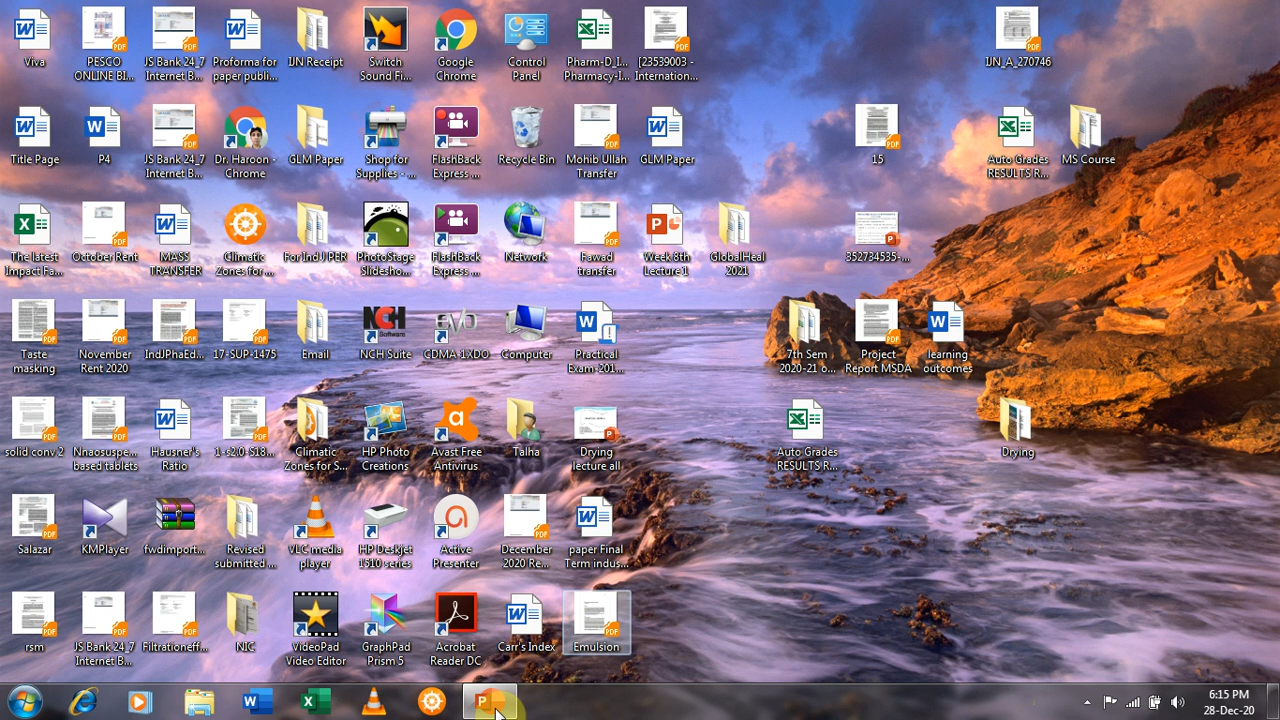 Viva
PESCO
ONLINE BI...
JS Bank 24_7
Internet B...
Proforma for
paper publi...
IJN Receipt
Switch
Sound Fi...
Google
Chrome
Control
Panel
Pharm-D_I...
Pharmacy-I...
[23539003 -
Internation...
IJN_A_270746
Title Page
P4
JS Bank 24_7
Internet B...
Dr. Haroon -
Chrome
GLM Paper
Shop for
Supplies - ...
FlashBack
Express ...
Recycle Bin
Mohib Ullah
Transfer
GLM Paper
15
Auto Grades
RESULTS R...
MS Course
The latest
Impact Fa...
October Rent
MAS
TRANSFER
Climatic
Zones for ...
For IndJPER
PhotoStage
Slidesho...
FlashBack
Express ...
Network
Fawad
transfer
Week 8th
Lecture 1
GlobalHeal
2021
352734535-...
Taste
masking
November
Rent 2020
IndJPhaEd...
17-SUP-1475
Email
NCH
Software
NCH Suite
EVO
CDMA 1XDO
Computer
Practical
Exam-201...
7th Sem
2020-21 o...
Project
Report MSDA
learning
outcomes
solid conv 2
Nnaosuspe...
based tablets
Hausner's
Ratio
1-s2.0-S18...
Climatic
Zones for S...
HP Photo
Creations
Avast Free
Antivirus
Talha
Drying
lecture all
Auto Grades
RESULTS R...
Drying
Salazar
KMPlayer
fwdimport...
Revised
submitted ...
VLC media
player
HP Deskjet
1510 series
Active
Presenter
December
2020 Re...
paper Final
Term indus...
rsm
JS Bank 24_7
Internet B...
Filtrationeff...
NIC
VideoPad
Video Editor
GraphPad
Prism 5
Acrobat
Reader DC
Carr's Index
Emulsion
6:15 PM
28-Dec-20